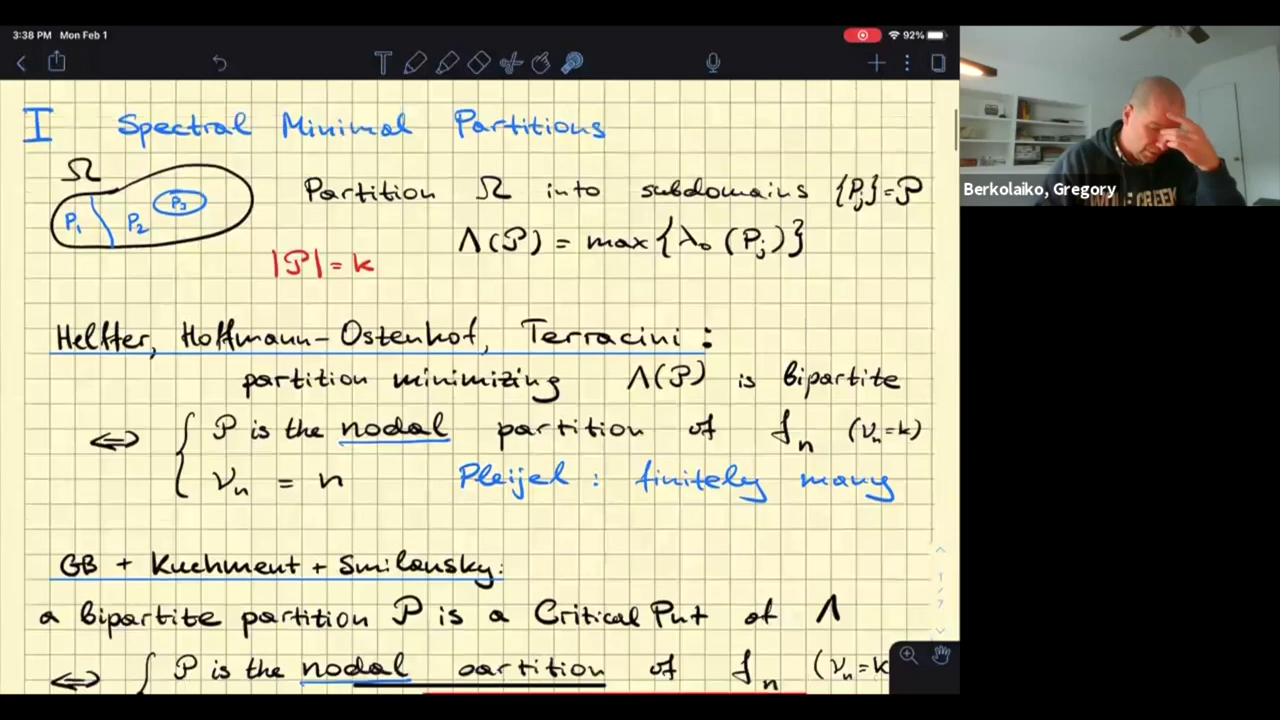 3:38 PM Mon Feb 1
92%
I Spectral Minimal Partitions
Ω
P₁ P₂ P₃
Partition Ω into subdomains {Pⱼ}=𝒫
Λ(𝒫) = max{λ₀(Pⱼ)}
|𝒫| = k
Helffer, Hoffmann-Ostenhof, Terracini:
partition minimizing Λ(𝒫) is bipartite
⟺ { 𝒫 is the nodal partition of fₙ (νₙ=k)
νₙ = n Pleijel: finitely many
GB + Kuchment + Smilansky:
a bipartite partition 𝒫 is a Critical Pnt of Λ
⟺ { 𝒫 is the nodal partition of fₙ (νₙ=k
Berkolaiko, Gregory